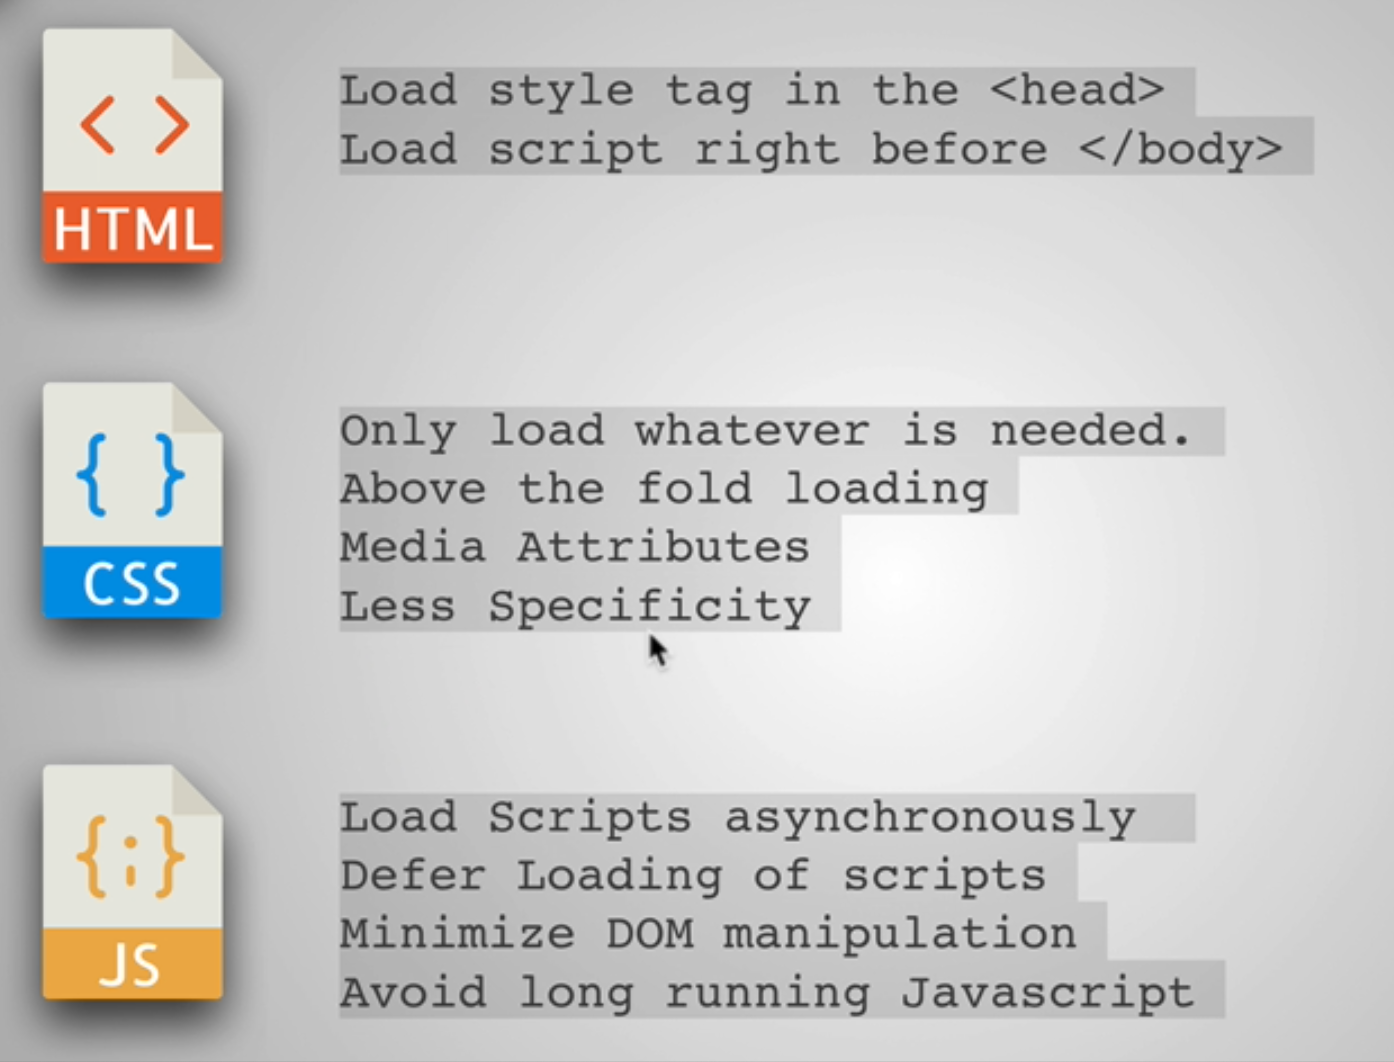 < >
HTML
Load style tag in the <head>
Load script right before </body>
{ }
CSS
Only load whatever is needed.
Above the fold loading
Media Attributes
Less Specificity
{;}
JS
Load Scripts asynchronously
Defer Loading of scripts
Minimize DOM manipulation
Avoid long running Javascript